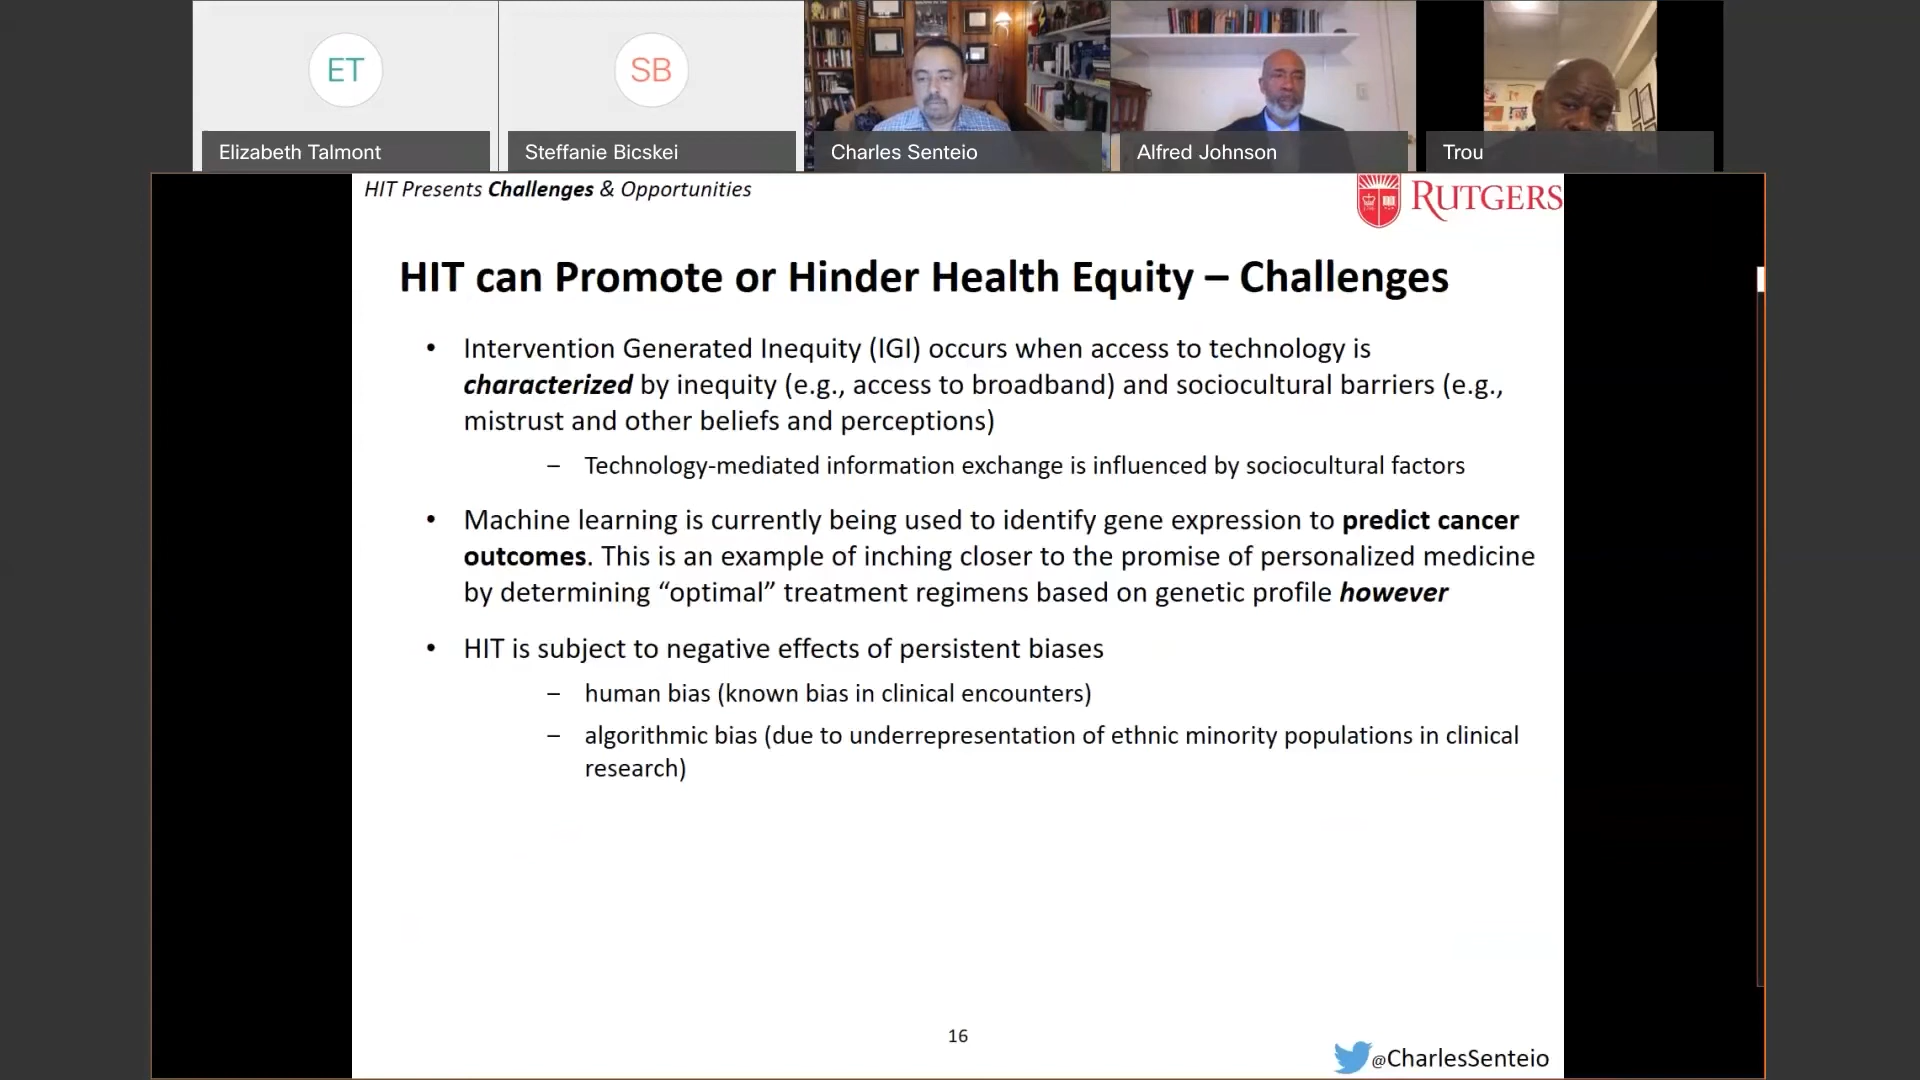 ET
SB
Elizabeth Talmont
Steffanie Bicskei
Charles Senteio
Alfred Johnson
Trou
HIT Presents Challenges & Opportunities
RUTGERS
HIT can Promote or Hinder Health Equity – Challenges
• Intervention Generated Inequity (IGI) occurs when access to technology is
characterized by inequity (e.g., access to broadband) and sociocultural barriers (e.g.,
mistrust and other beliefs and perceptions)
– Technology-mediated information exchange is influenced by sociocultural factors
• Machine learning is currently being used to identify gene expression to predict cancer
outcomes. This is an example of inching closer to the promise of personalized medicine
by determining “optimal” treatment regimens based on genetic profile however
• HIT is subject to negative effects of persistent biases
– human bias (known bias in clinical encounters)
– algorithmic bias (due to underrepresentation of ethnic minority populations in clinical
research)
16
@CharlesSenteio